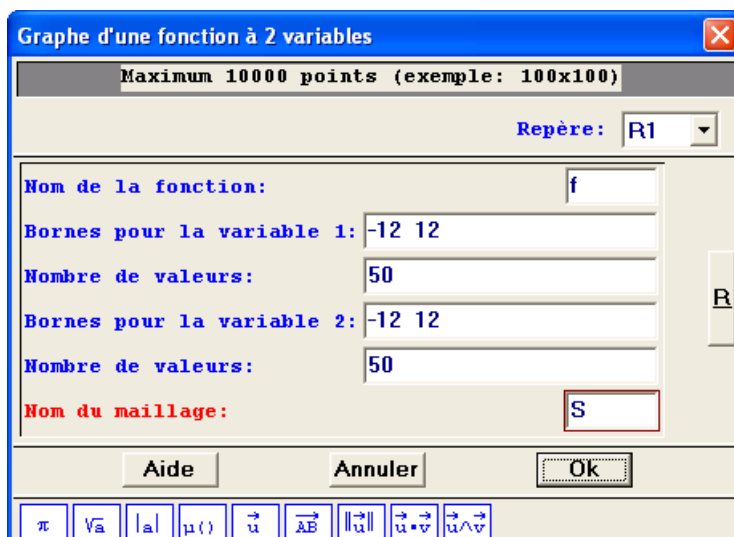 Graphe d'une fonction à 2 variables
Maximum 10000 points (exemple: 100x100)
Repère: R1
Nom de la fonction: f
Bornes pour la variable 1: -12 12
Nombre de valeurs: 50
R
Bornes pour la variable 2: -12 12
Nombre de valeurs: 50
Nom du maillage: S
Aide Annuler Ok
π √a |a| μ() u⃗ AB⃗ ||u⃗|| u⃗•v⃗ u⃗∧v⃗